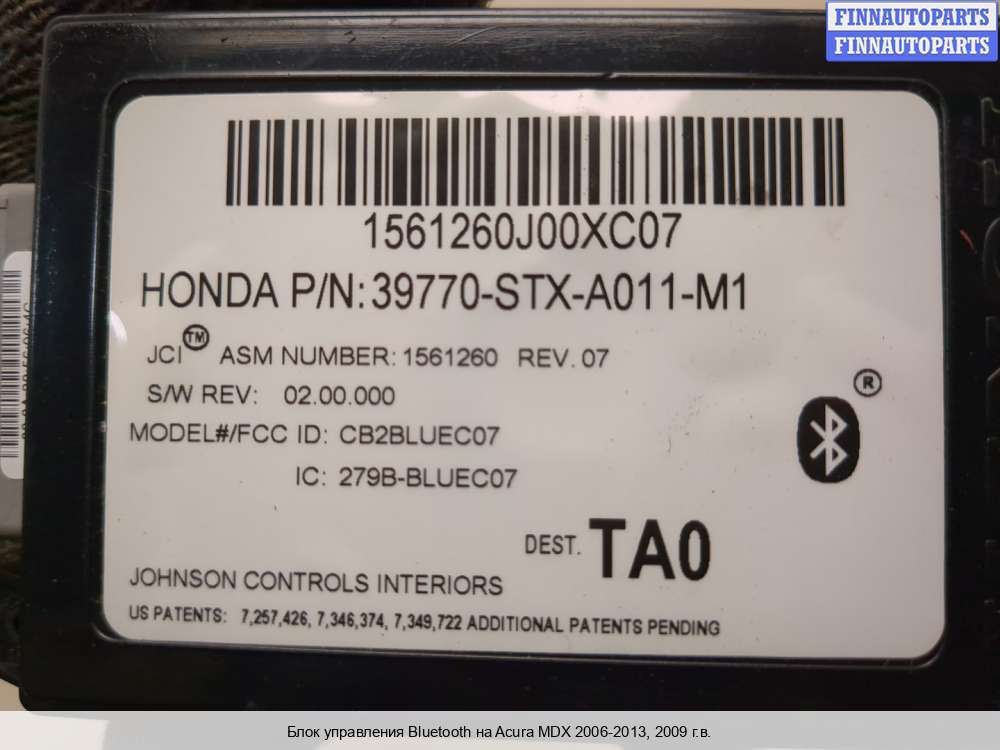 FINNAUTOPARTS
FINNAUTOPARTS
1561260J00XC07
HONDA P/N: 39770-STX-A011-M1
JCI™ ASM NUMBER: 1561260 REV. 07
S/W REV: 02.00.000
®
MODEL#/FCC ID: CB2BLUEC07
IC: 279B-BLUEC07
DEST. TA0
JOHNSON CONTROLS INTERIORS
US PATENTS: 7,257,426, 7,346,374, 7,349,722 ADDITIONAL PATENTS PENDING
Блок управления Bluetooth на Acura MDX 2006-2013, 2009 г.в.